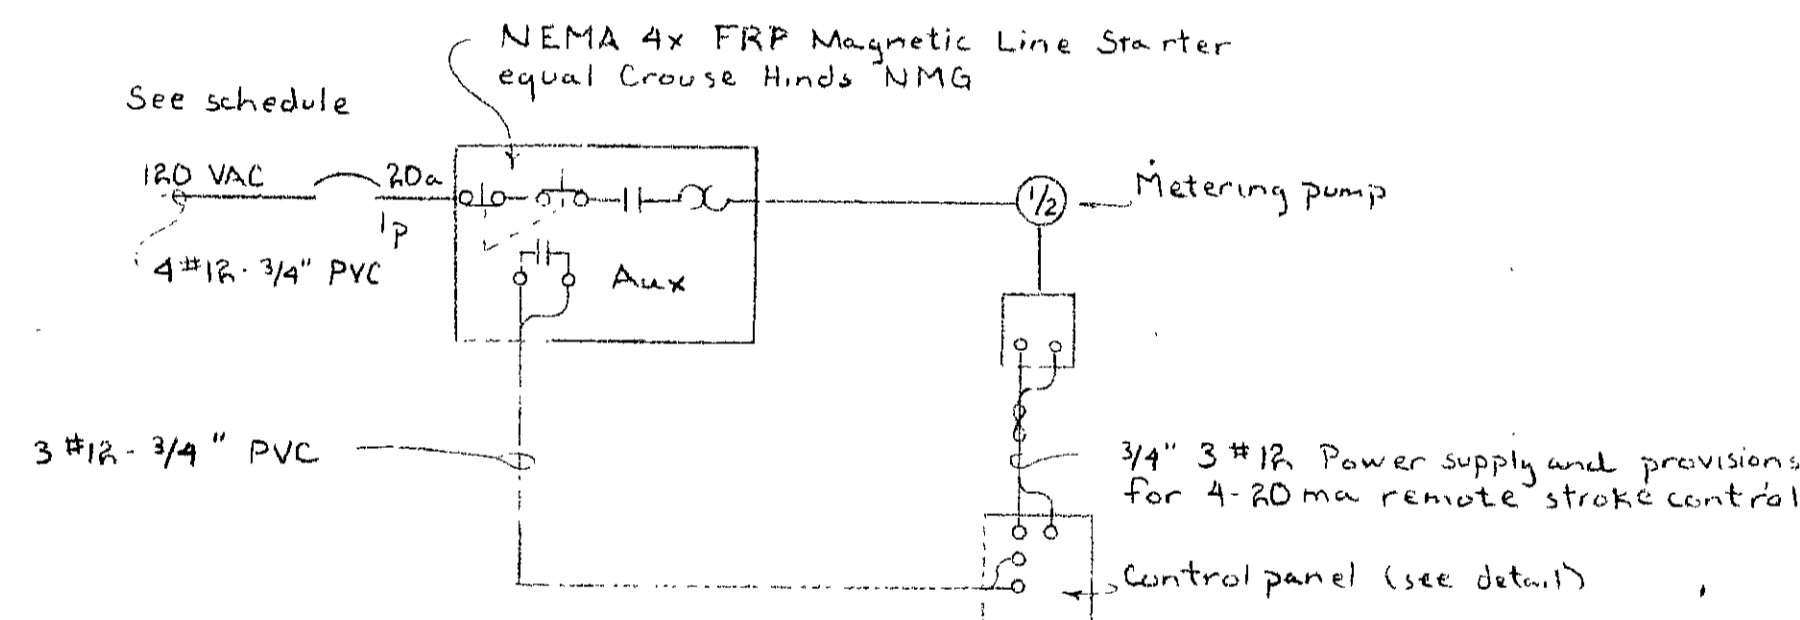 NEMA 4x FRP Magnetic Line Starter
equal Crouse Hinds NMG
See schedule
120 VAC
20a
1p
4 #12 - 3/4" PVC
Aux
1/2
Metering pump
3 #12 - 3/4" PVC
3/4" 3 #12 Power supply and provisions
for 4-20 ma remote stroke control
Control panel (see detail)